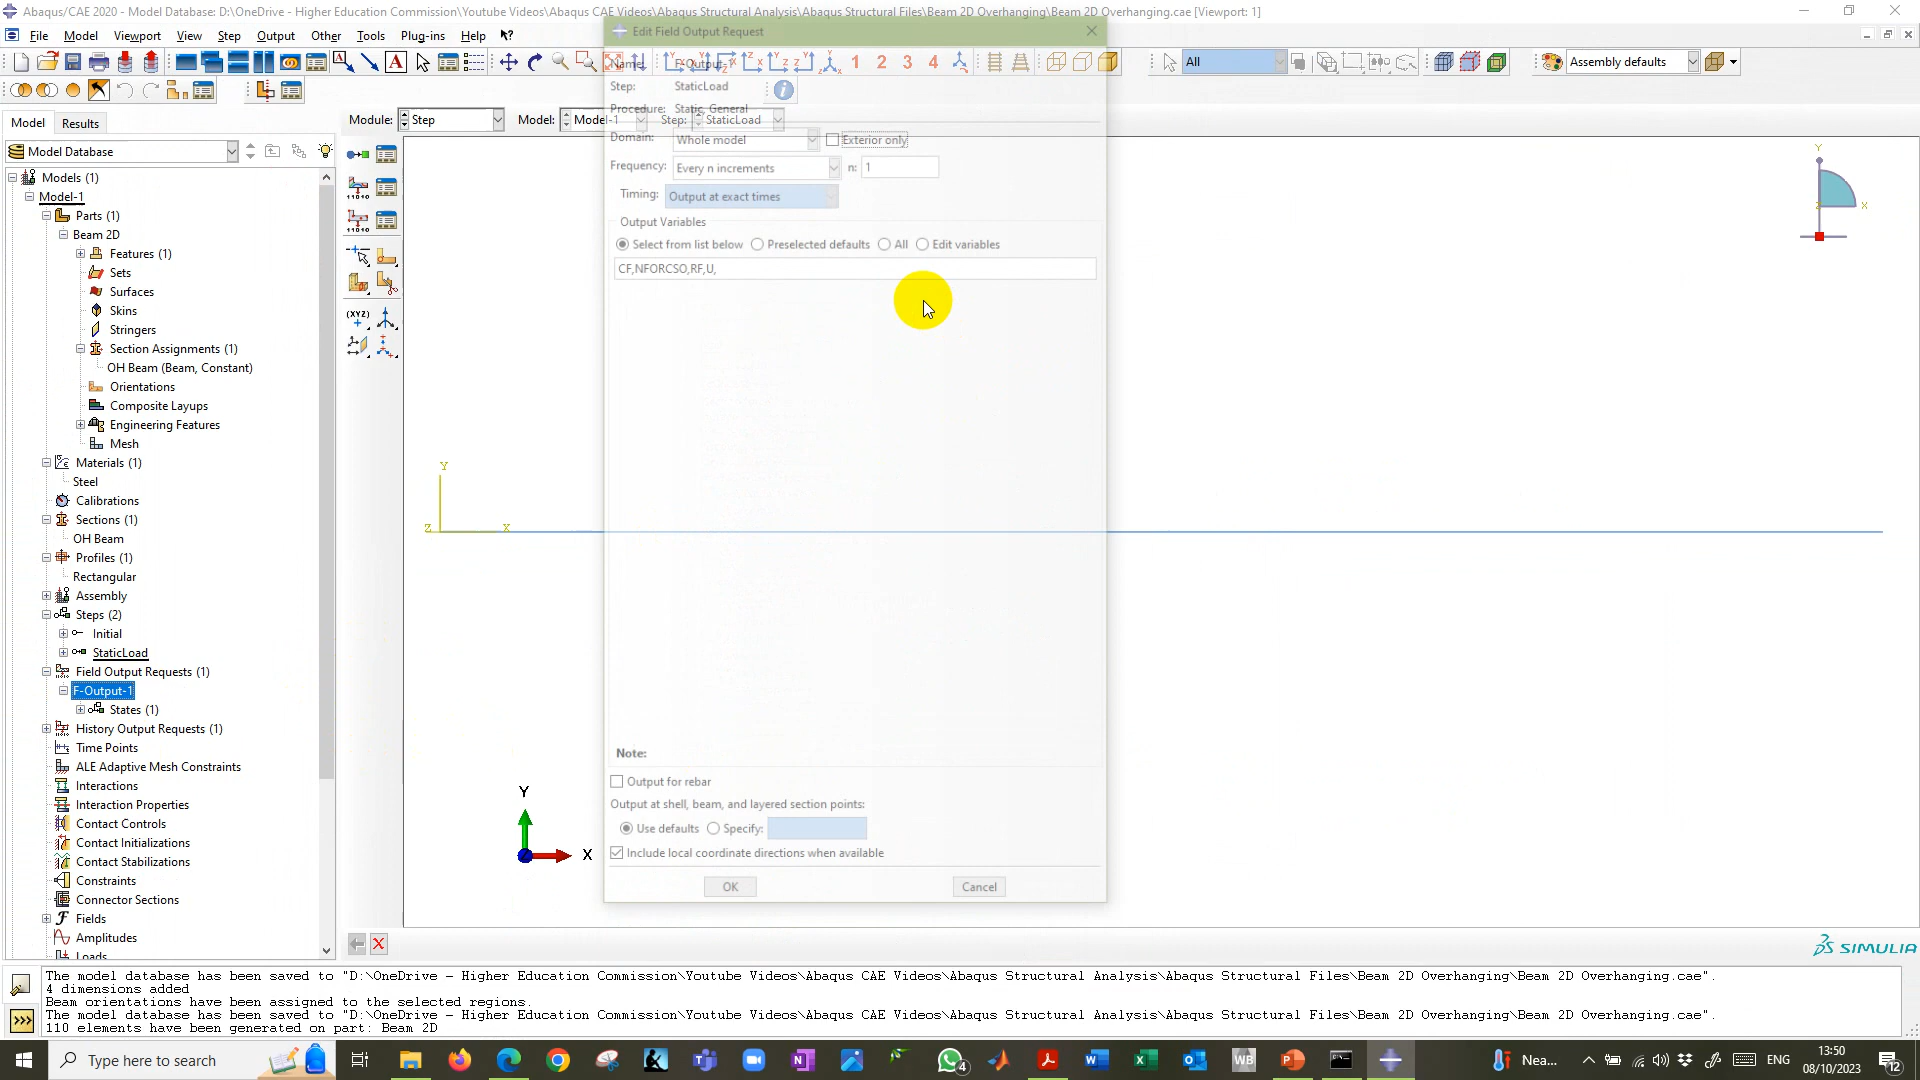 Abaqus/CAE 2020 - Model Database: D:\OneDrive - Higher Education Commission\Youtube Videos\Abaqus CAE Videos\Abaqus Structural Analysis\Abaqus Structural Files\Beam 2D Overhanging\Beam 2D Overhanging.cae [Viewport: 1]
File Model Viewport View Step Output Other Tools Plug-ins Help
Edit Field Output Request
1 2 3 4 All Assembly defaults
Name:
Step: StaticLoad
Procedure: Static, General
Model Results
Module: Step Model: Model-1 Step: StaticLoad
Domain: Whole model Exterior only
Model Database
Frequency: Every n increments n: 1
Models (1)
Timing: Output at exact times
Model-1
Parts (1)
Output Variables
Beam 2D
Select from list below Preselected defaults All Edit variables
Features (1)
CF,NFORCSO,RF,U,
Sets
Surfaces
Skins
Stringers
Section Assignments (1)
OH Beam (Beam, Constant)
Orientations
Composite Layups
Engineering Features
Mesh
Materials (1)
Steel
Calibrations
Sections (1)
OH Beam
Profiles (1)
Rectangular
Assembly
Steps (2)
Initial
StaticLoad
Field Output Requests (1)
F-Output-1
States (1)
History Output Requests (1)
Time Points
ALE Adaptive Mesh Constraints
Interactions
Interaction Properties
Contact Controls
Contact Initializations
Contact Stabilizations
Constraints
Connector Sections
Fields
Amplitudes
Loads
Y
X
Z
Y
Z X
Y
X
Note:
Output for rebar
Output at shell, beam, and layered section points:
Use defaults Specify:
Include local coordinate directions when available
OK Cancel
SIMULIA
The model database has been saved to "D:\OneDrive - Higher Education Commission\Youtube Videos\Abaqus CAE Videos\Abaqus Structural Analysis\Abaqus Structural Files\Beam 2D Overhanging\Beam 2D Overhanging.cae".
4 dimensions added
Beam orientations have been assigned to the selected regions.
The model database has been saved to "D:\OneDrive - Higher Education Commission\Youtube Videos\Abaqus CAE Videos\Abaqus Structural Analysis\Abaqus Structural Files\Beam 2D Overhanging\Beam 2D Overhanging.cae".
110 elements have been generated on part: Beam 2D
Type here to search
Nea... ENG
13:50
08/10/2023